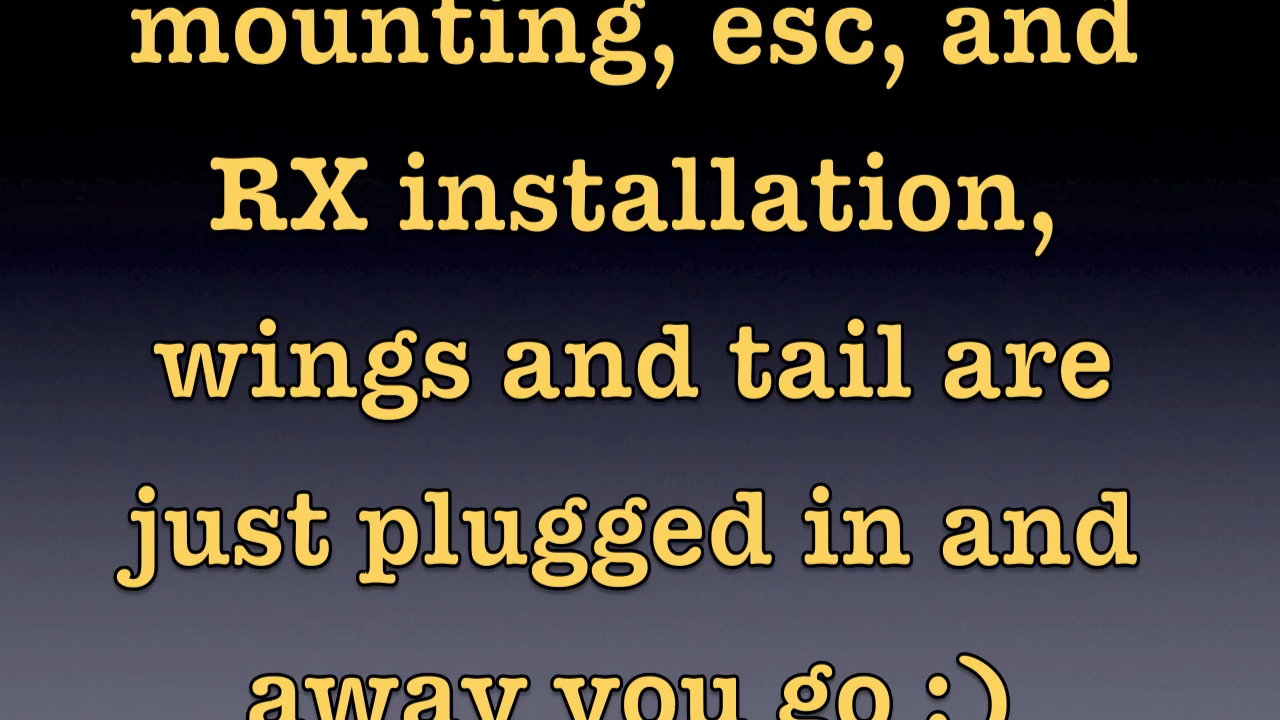 mounting, esc, and
RX installation,
wings and tail are
just plugged in and
away you go :)